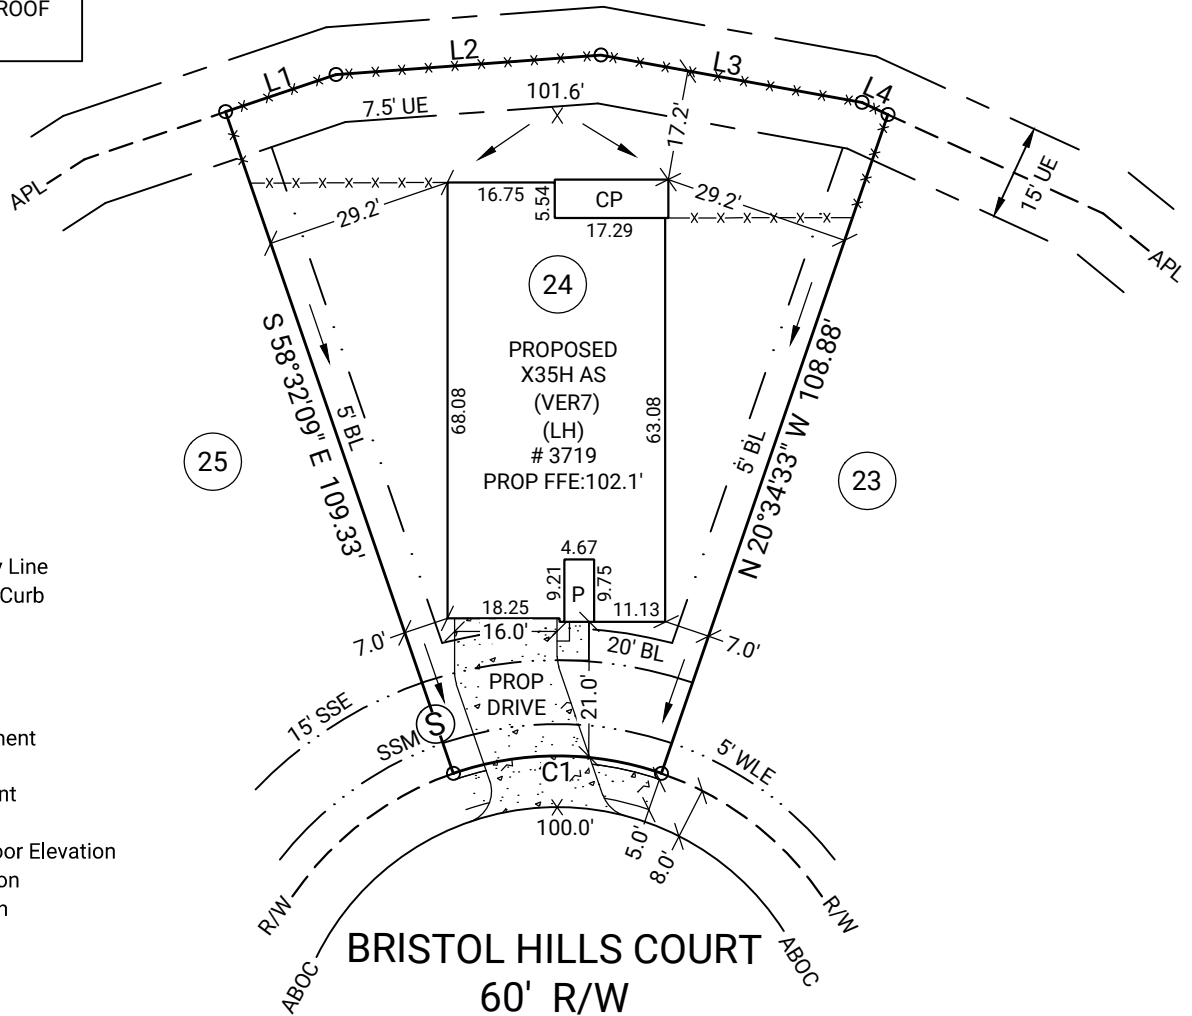 ROOF
L1
L2
L3
L4
7.5' UE
101.6'
17.2'
15' UE
APL
APL
16.75
5.54
CP
17.29
29.2'
29.2'
24
PROPOSED
X35H AS
(VER7)
(LH)
# 3719
PROP FFE:102.1'
68.08
63.08
S 58°32'09" E 109.33'
N 20°34'33" W 108.88'
5' BL
5' BL
25
23
4.67
9.21
P
9.75
18.25
11.13
16.0'
7.0'
7.0'
20' BL
PROP
DRIVE
21.0'
15' SSE
SSM
S
5' WLE
C1
100.0'
5.0'
8.0'
R/W
R/W
ABOC
ABOC
BRISTOL HILLS COURT
60' R/W
Line
Curb
oor Elevation